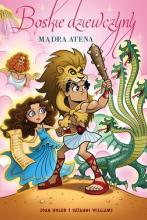 Boskie dziewczyny
MĄDRA ATENA
JOAN HOLUB I SUZANNE WILLIAMS